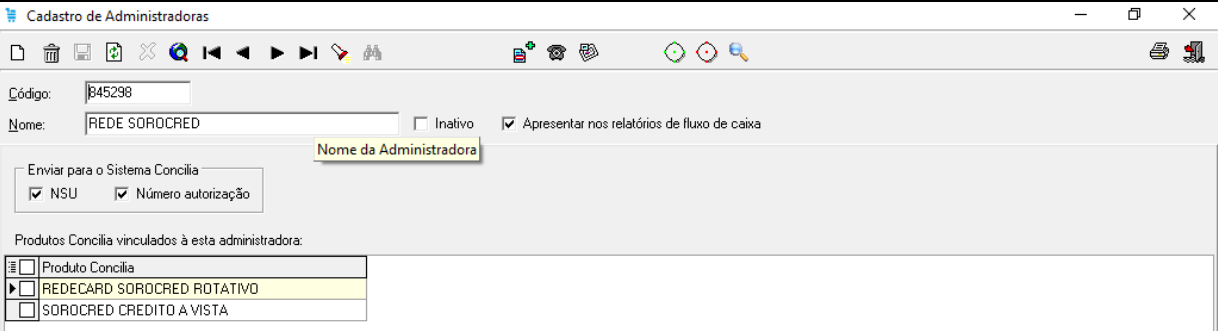 Cadastro de Administradoras
Código: 845298
Nome: REDE SOROCRED Inativo Apresentar nos relatórios de fluxo de caixa
Nome da Administradora
Enviar para o Sistema Concilia
NSU Número autorização
Produtos Concilia vinculados à esta administradora:
Produto Concilia
REDECARD SOROCRED ROTATIVO
SOROCRED CREDITO A VISTA